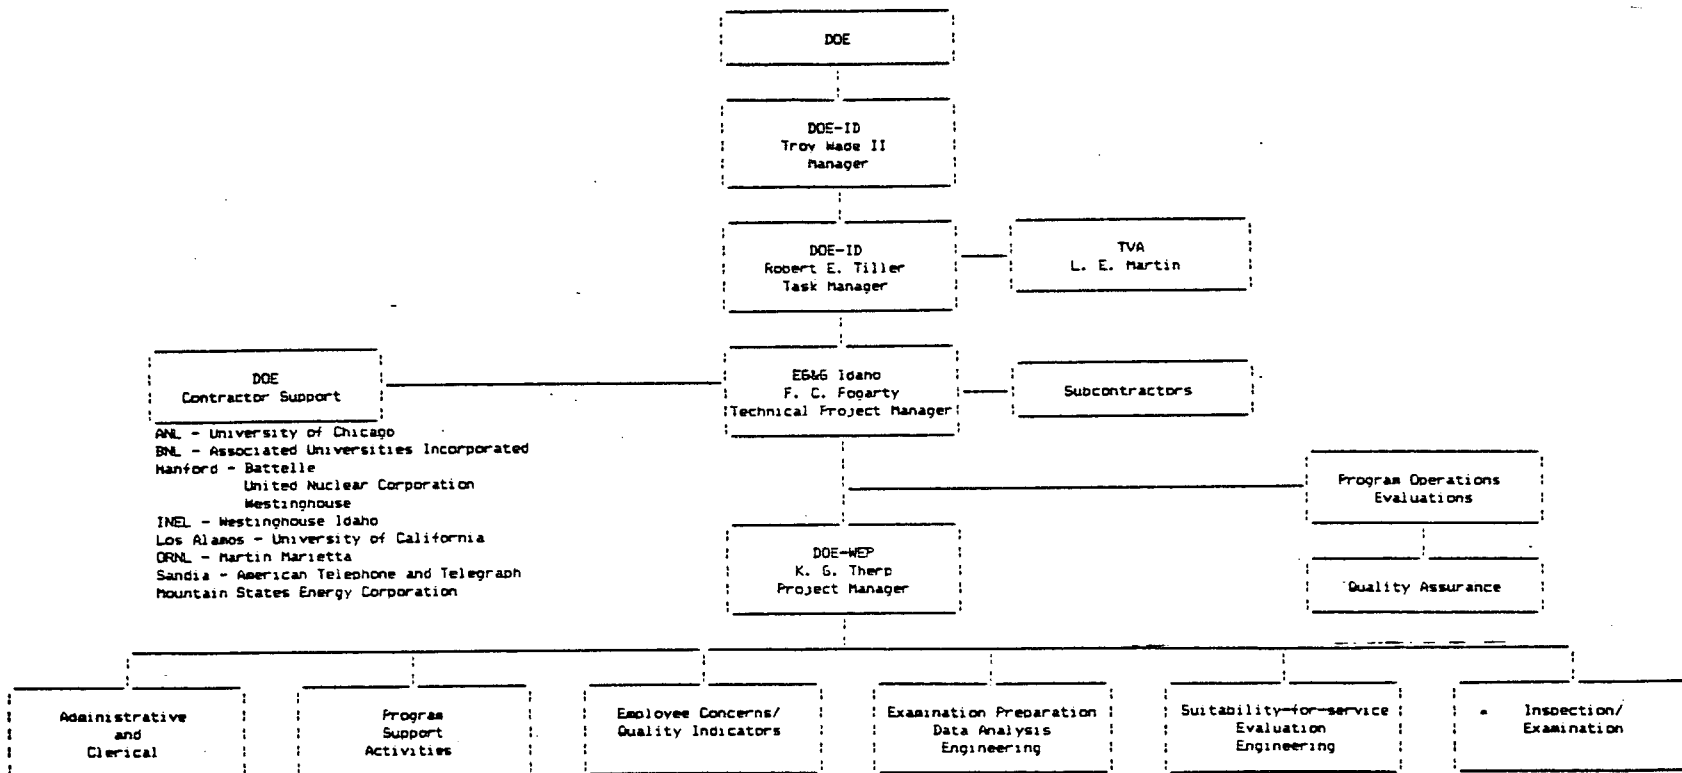 DOE
DOE-ID
Troy Wade II
Manager
DOE-ID
Robert E. Tiller
Task Manager
TVA
L. E. Martin
DOE
Contractor Support
EG&G Idaho
F. C. Fogarty
Technical Project Manager
Subcontractors
ANL - University of Chicago
BNL - Associated Universities Incorporated
Hanford - Battelle
United Nuclear Corporation
Westinghouse
INEL - Westinghouse Idaho
Los Alamos - University of California
ORNL - Martin Marietta
Sandia - American Telephone and Telegraph
Mountain States Energy Corporation
Program Operations
Evaluations
Quality Assurance
DOE-WEP
K. G. Therp
Project Manager
Administrative
and
Clerical
Program
Support
Activities
Employee Concerns/
Quality Indicators
Examination Preparation
Data Analysis
Engineering
Suitability-for-service
Evaluation
Engineering
Inspection/
Examination